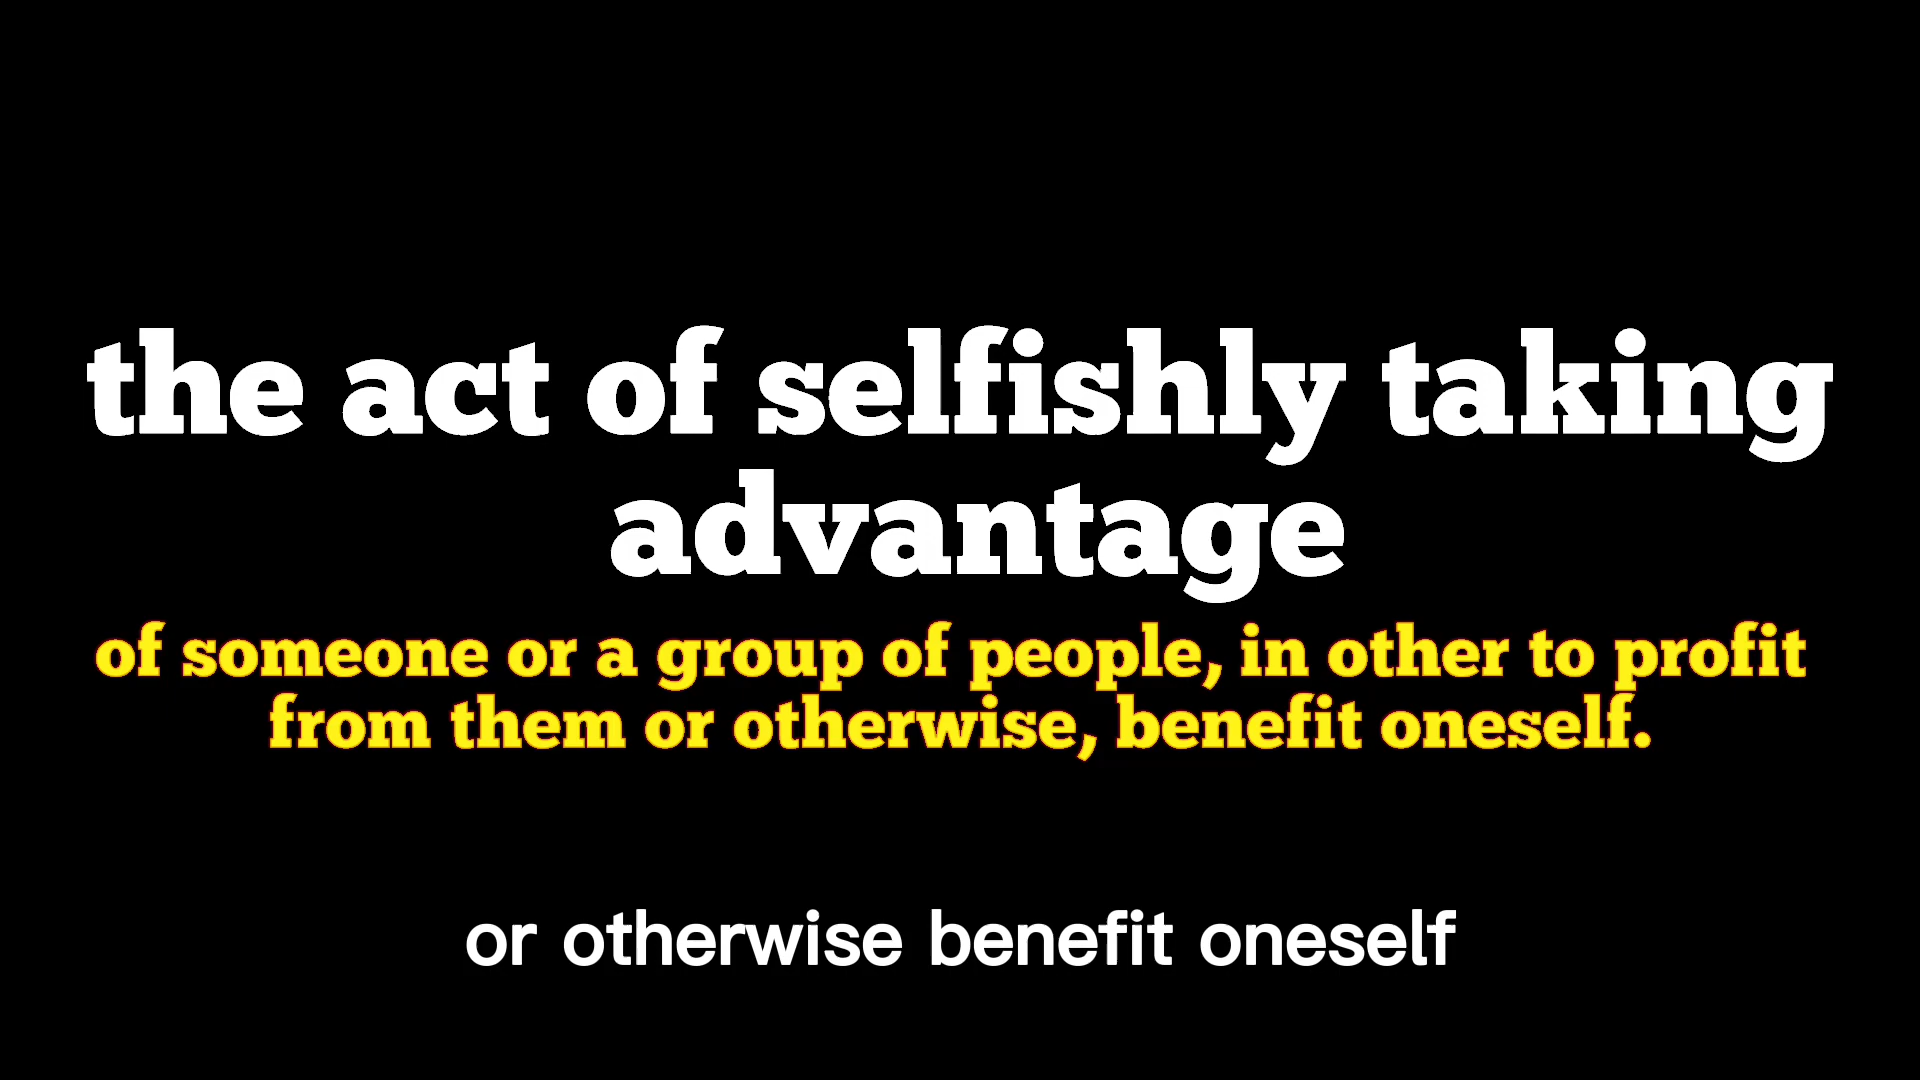 the act of selfishly taking
advantage
of someone or a group of people, in other to profit
from them or otherwise, benefit oneself.
or otherwise benefit oneself